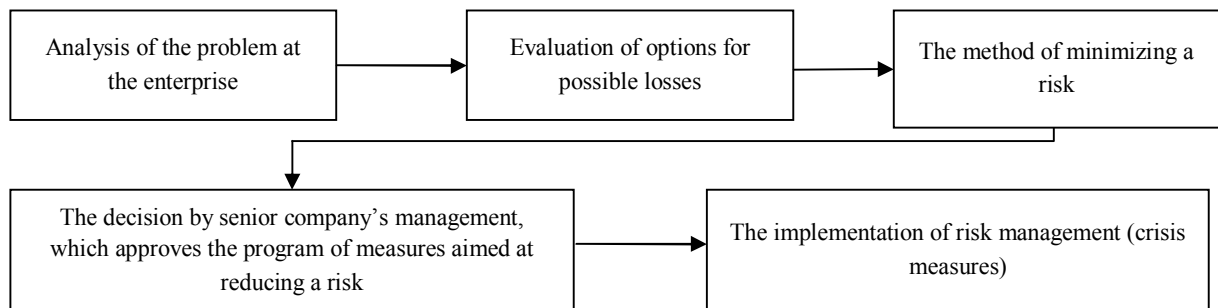 Analysis of the problem at
the enterprise
Evaluation of options for
possible losses
The method of minimizing a
risk
The decision by senior company’s management,
which approves the program of measures aimed at
reducing a risk
The implementation of risk management (crisis
measures)